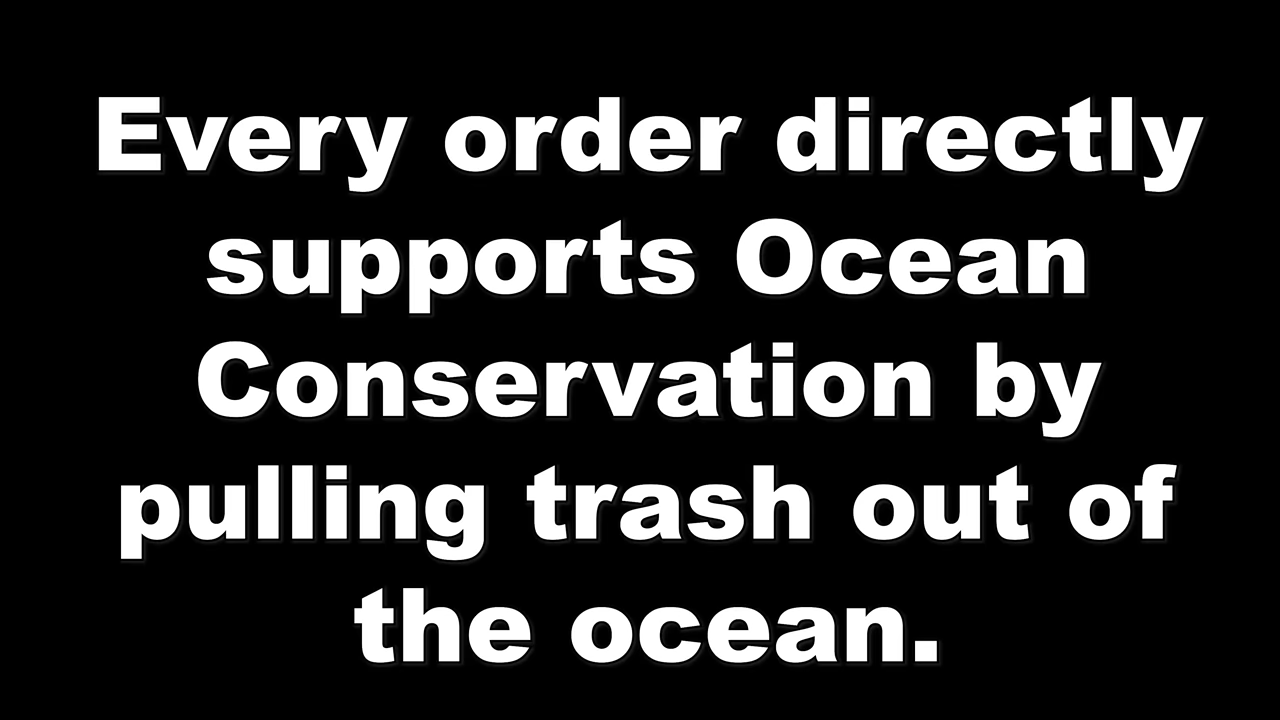 Every order directly
supports Ocean
Conservation by
pulling trash out of
the ocean.